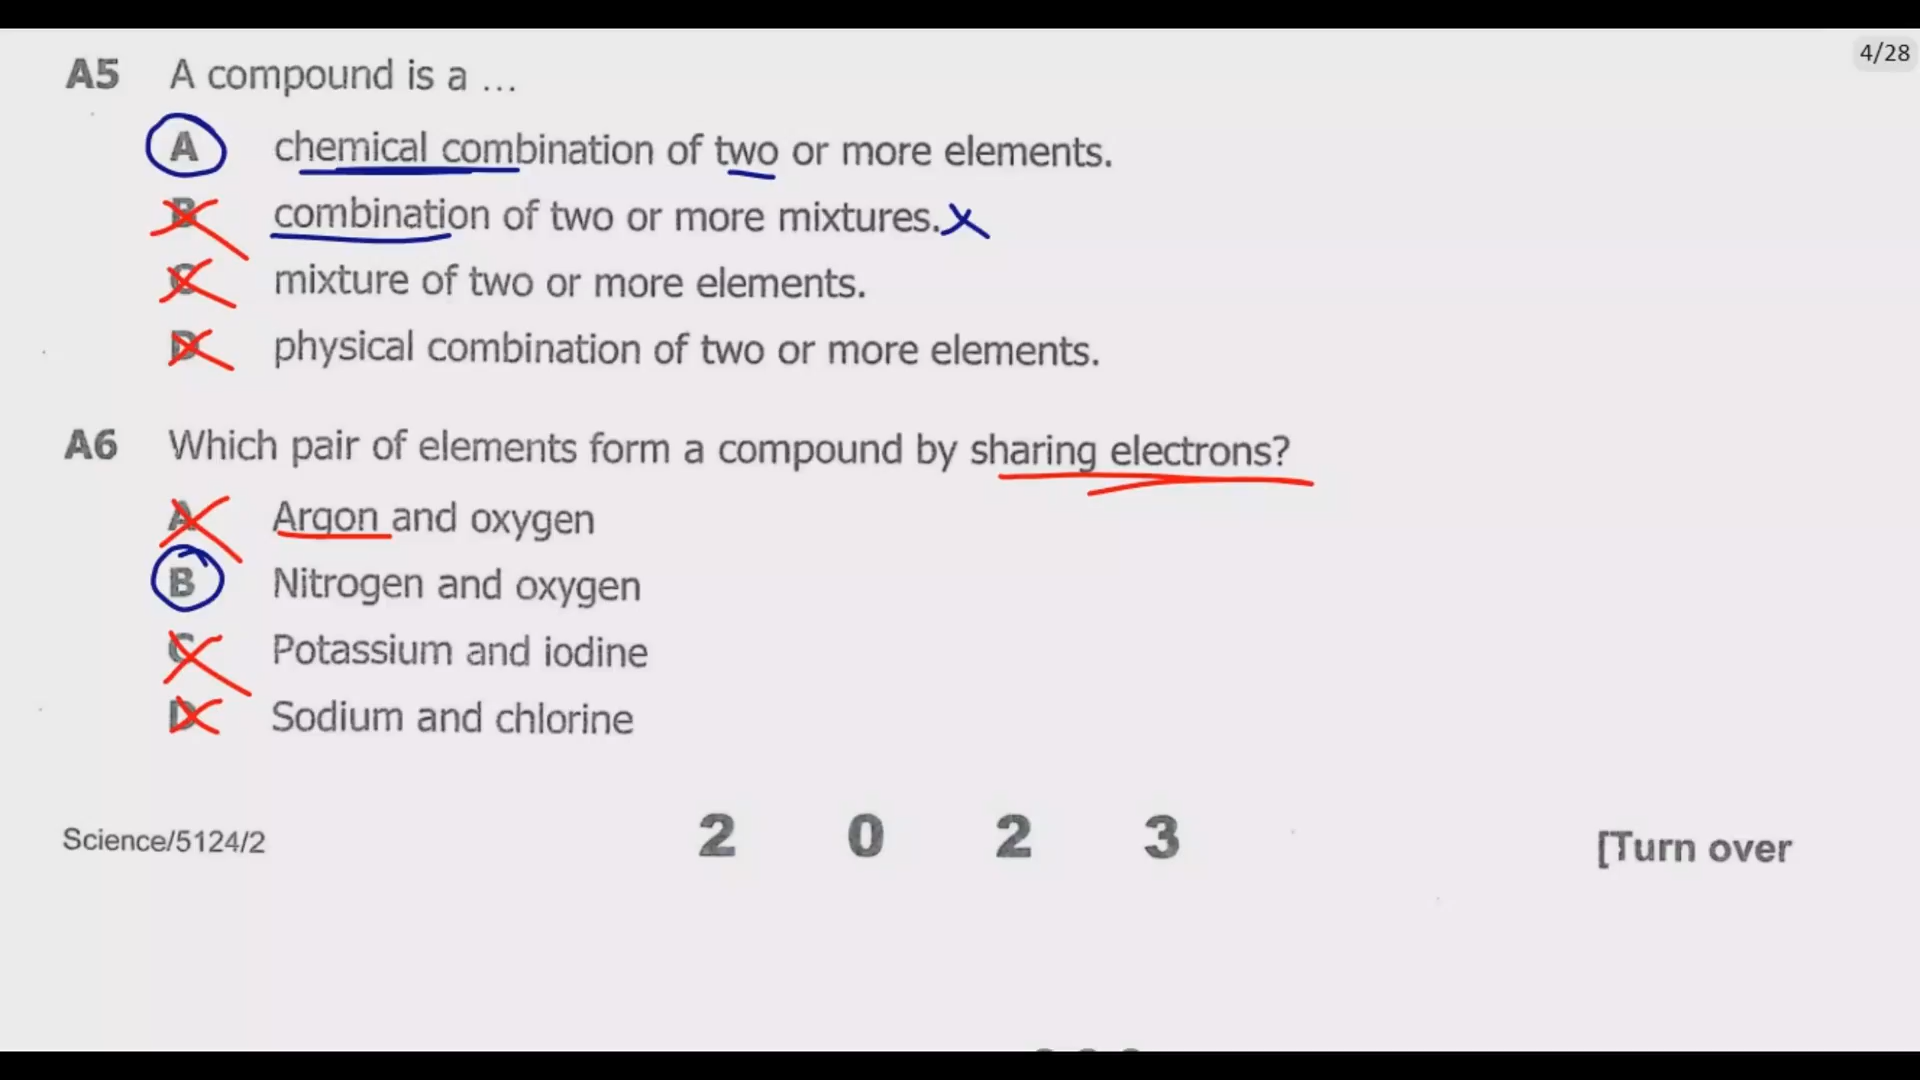 4/28
A5 A compound is a ...
A chemical combination of two or more elements.
B combination of two or more mixtures.
C mixture of two or more elements.
D physical combination of two or more elements.
A6 Which pair of elements form a compound by sharing electrons?
A Argon and oxygen
B Nitrogen and oxygen
C Potassium and iodine
D Sodium and chlorine
Science/5124/2 2 0 2 3 [Turn over